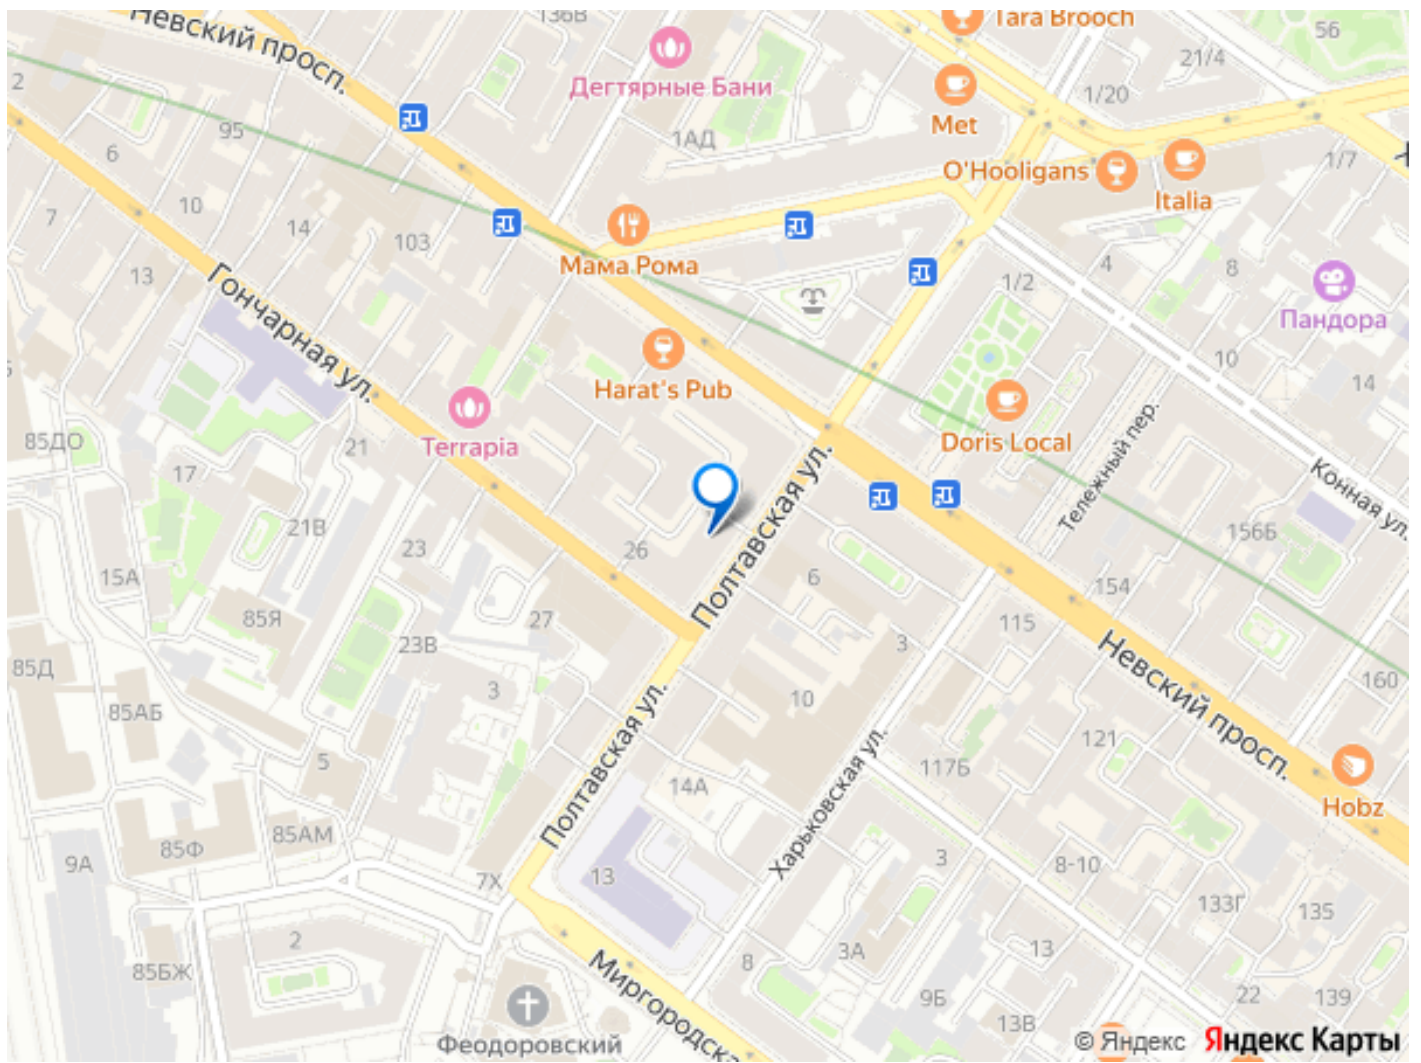 136В
Tara Brooch
56
Невский просп.
21/4
2
Дегтярные Бани
1/20
Met
95
1АД
6
O'Hooligans
1/7
Italia
10
7
14
103
Мама Рома
4
8
13
1/2
Пандора
Гончарная ул.
Harat's Pub
10
14
Terrapia
Doris Local
85ДО
21
17
Тележный пер.
Конная ул.
21В
156Б
23
26
15А
6
154
Полтавская ул.
85Я
27
115
23В
3
85Д
3
160
10
Невский просп.
85АБ
121
5
117Б
14А
Полтавская ул.
Hobz
85АМ
85Ф
Харьковская ул.
9А
3
8-10
7Х
13
133Г
135
2
13
3А
85БЖ
8
Миргородска
9Б
22
139
13В
Феодоровский
© Яндекс Яндекс Карты